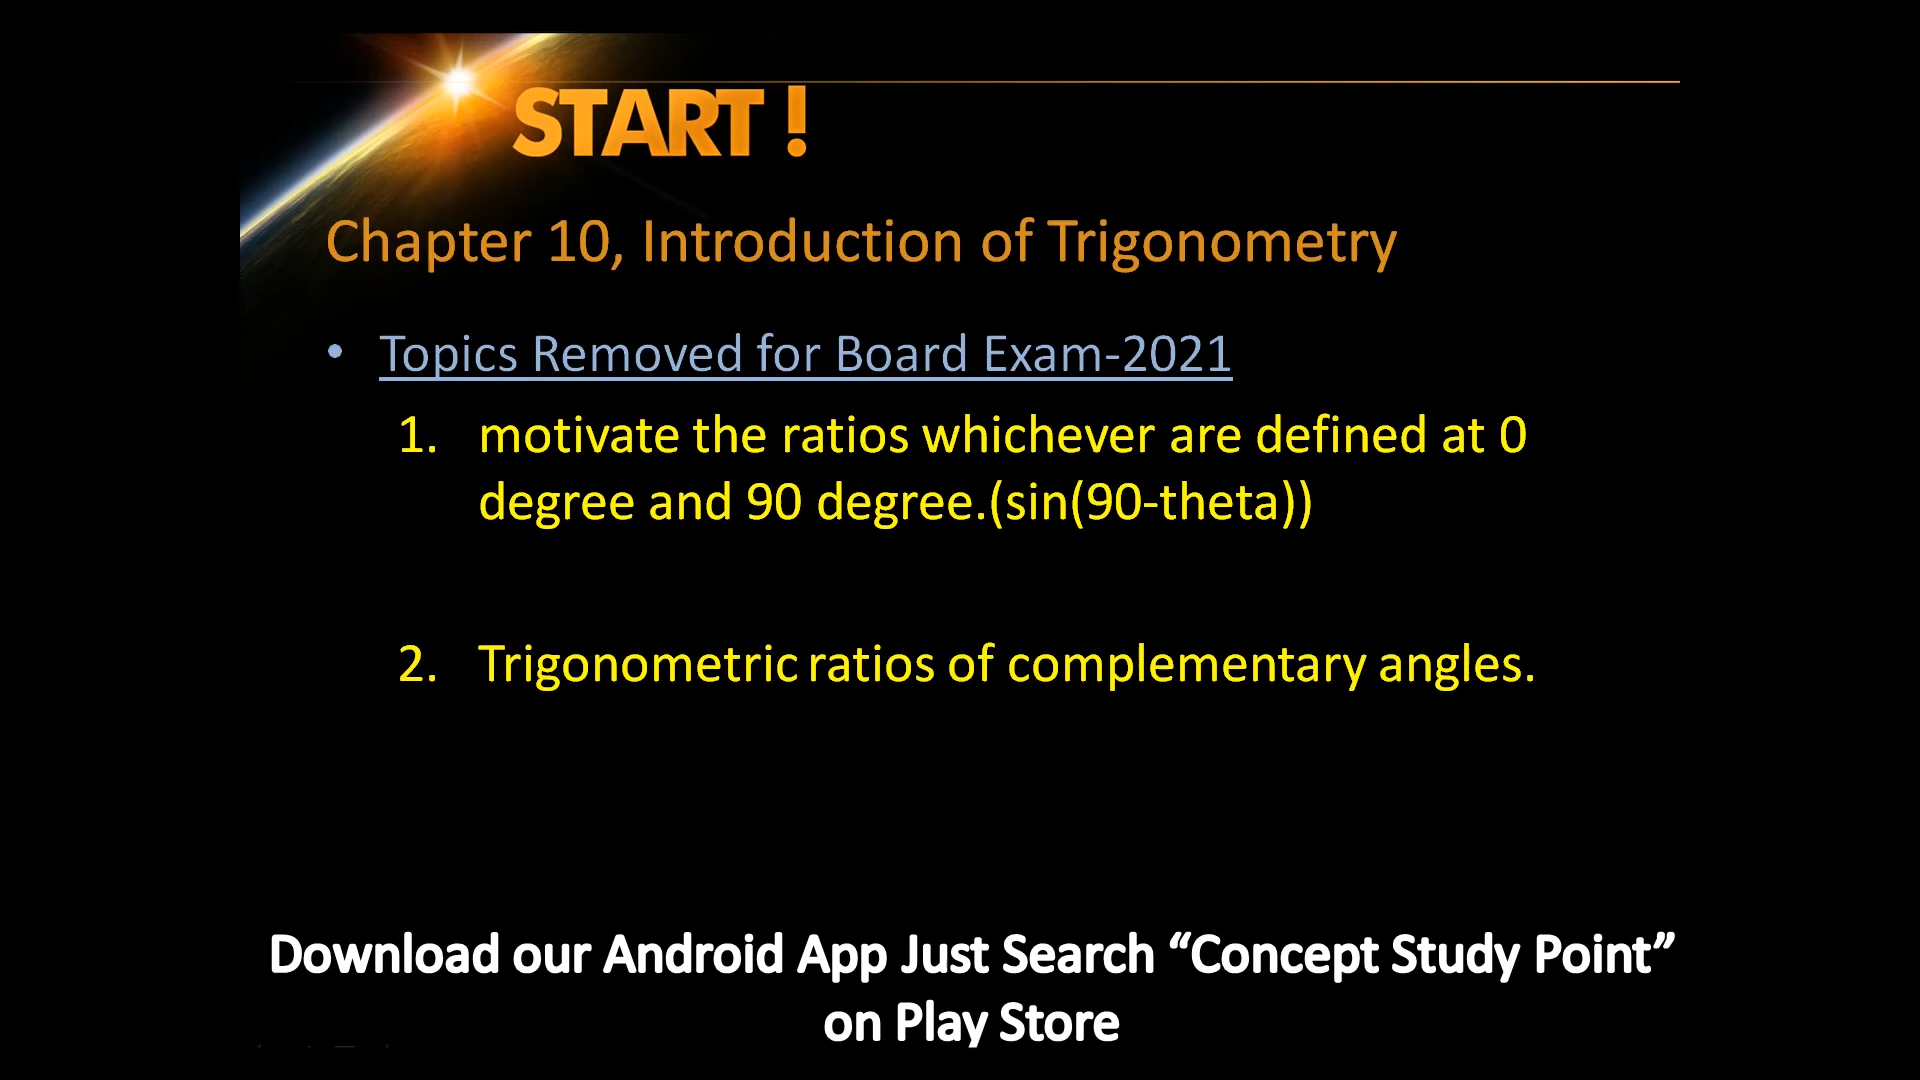 START !
Chapter 10, Introduction of Trigonometry
• Topics Removed for Board Exam-2021
1. motivate the ratios whichever are defined at 0
degree and 90 degree.(sin(90-theta))
2. Trigonometric ratios of complementary angles.
Download our Android App Just Search “Concept Study Point”
on Play Store